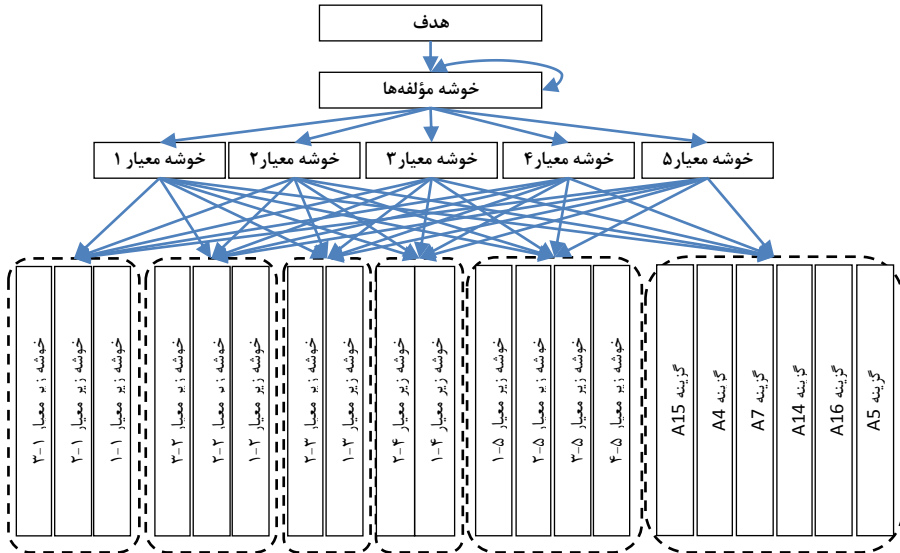 هدف
خوشه مؤلفه‌ها
خوشه معیار ۱
خوشه معیار۲
خوشه معیار۳
خوشه معیار۴
خوشه معیار۵
خوشه زیر معیار ۱-۳
خوشه زیر معیار ۱-۲
خوشه زیر معیار ۱-۱
خوشه زیر معیار ۲-۳
خوشه زیر معیار ۲-۲
خوشه زیر معیار ۲-۱
خوشه زیر معیار ۳-۲
خوشه زیر معیار ۳-۱
خوشه زیر معیار ۴-۲
خوشه زیر معیار ۴-۱
خوشه زیر معیار ۵-۱
خوشه زیر معیار ۵-۲
خوشه زیر معیار ۵-۳
خوشه زیر معیار ۵-۴
گزینه A15
گزینه A4
گزینه A7
گزینه A14
گزینه A16
گزینه A5